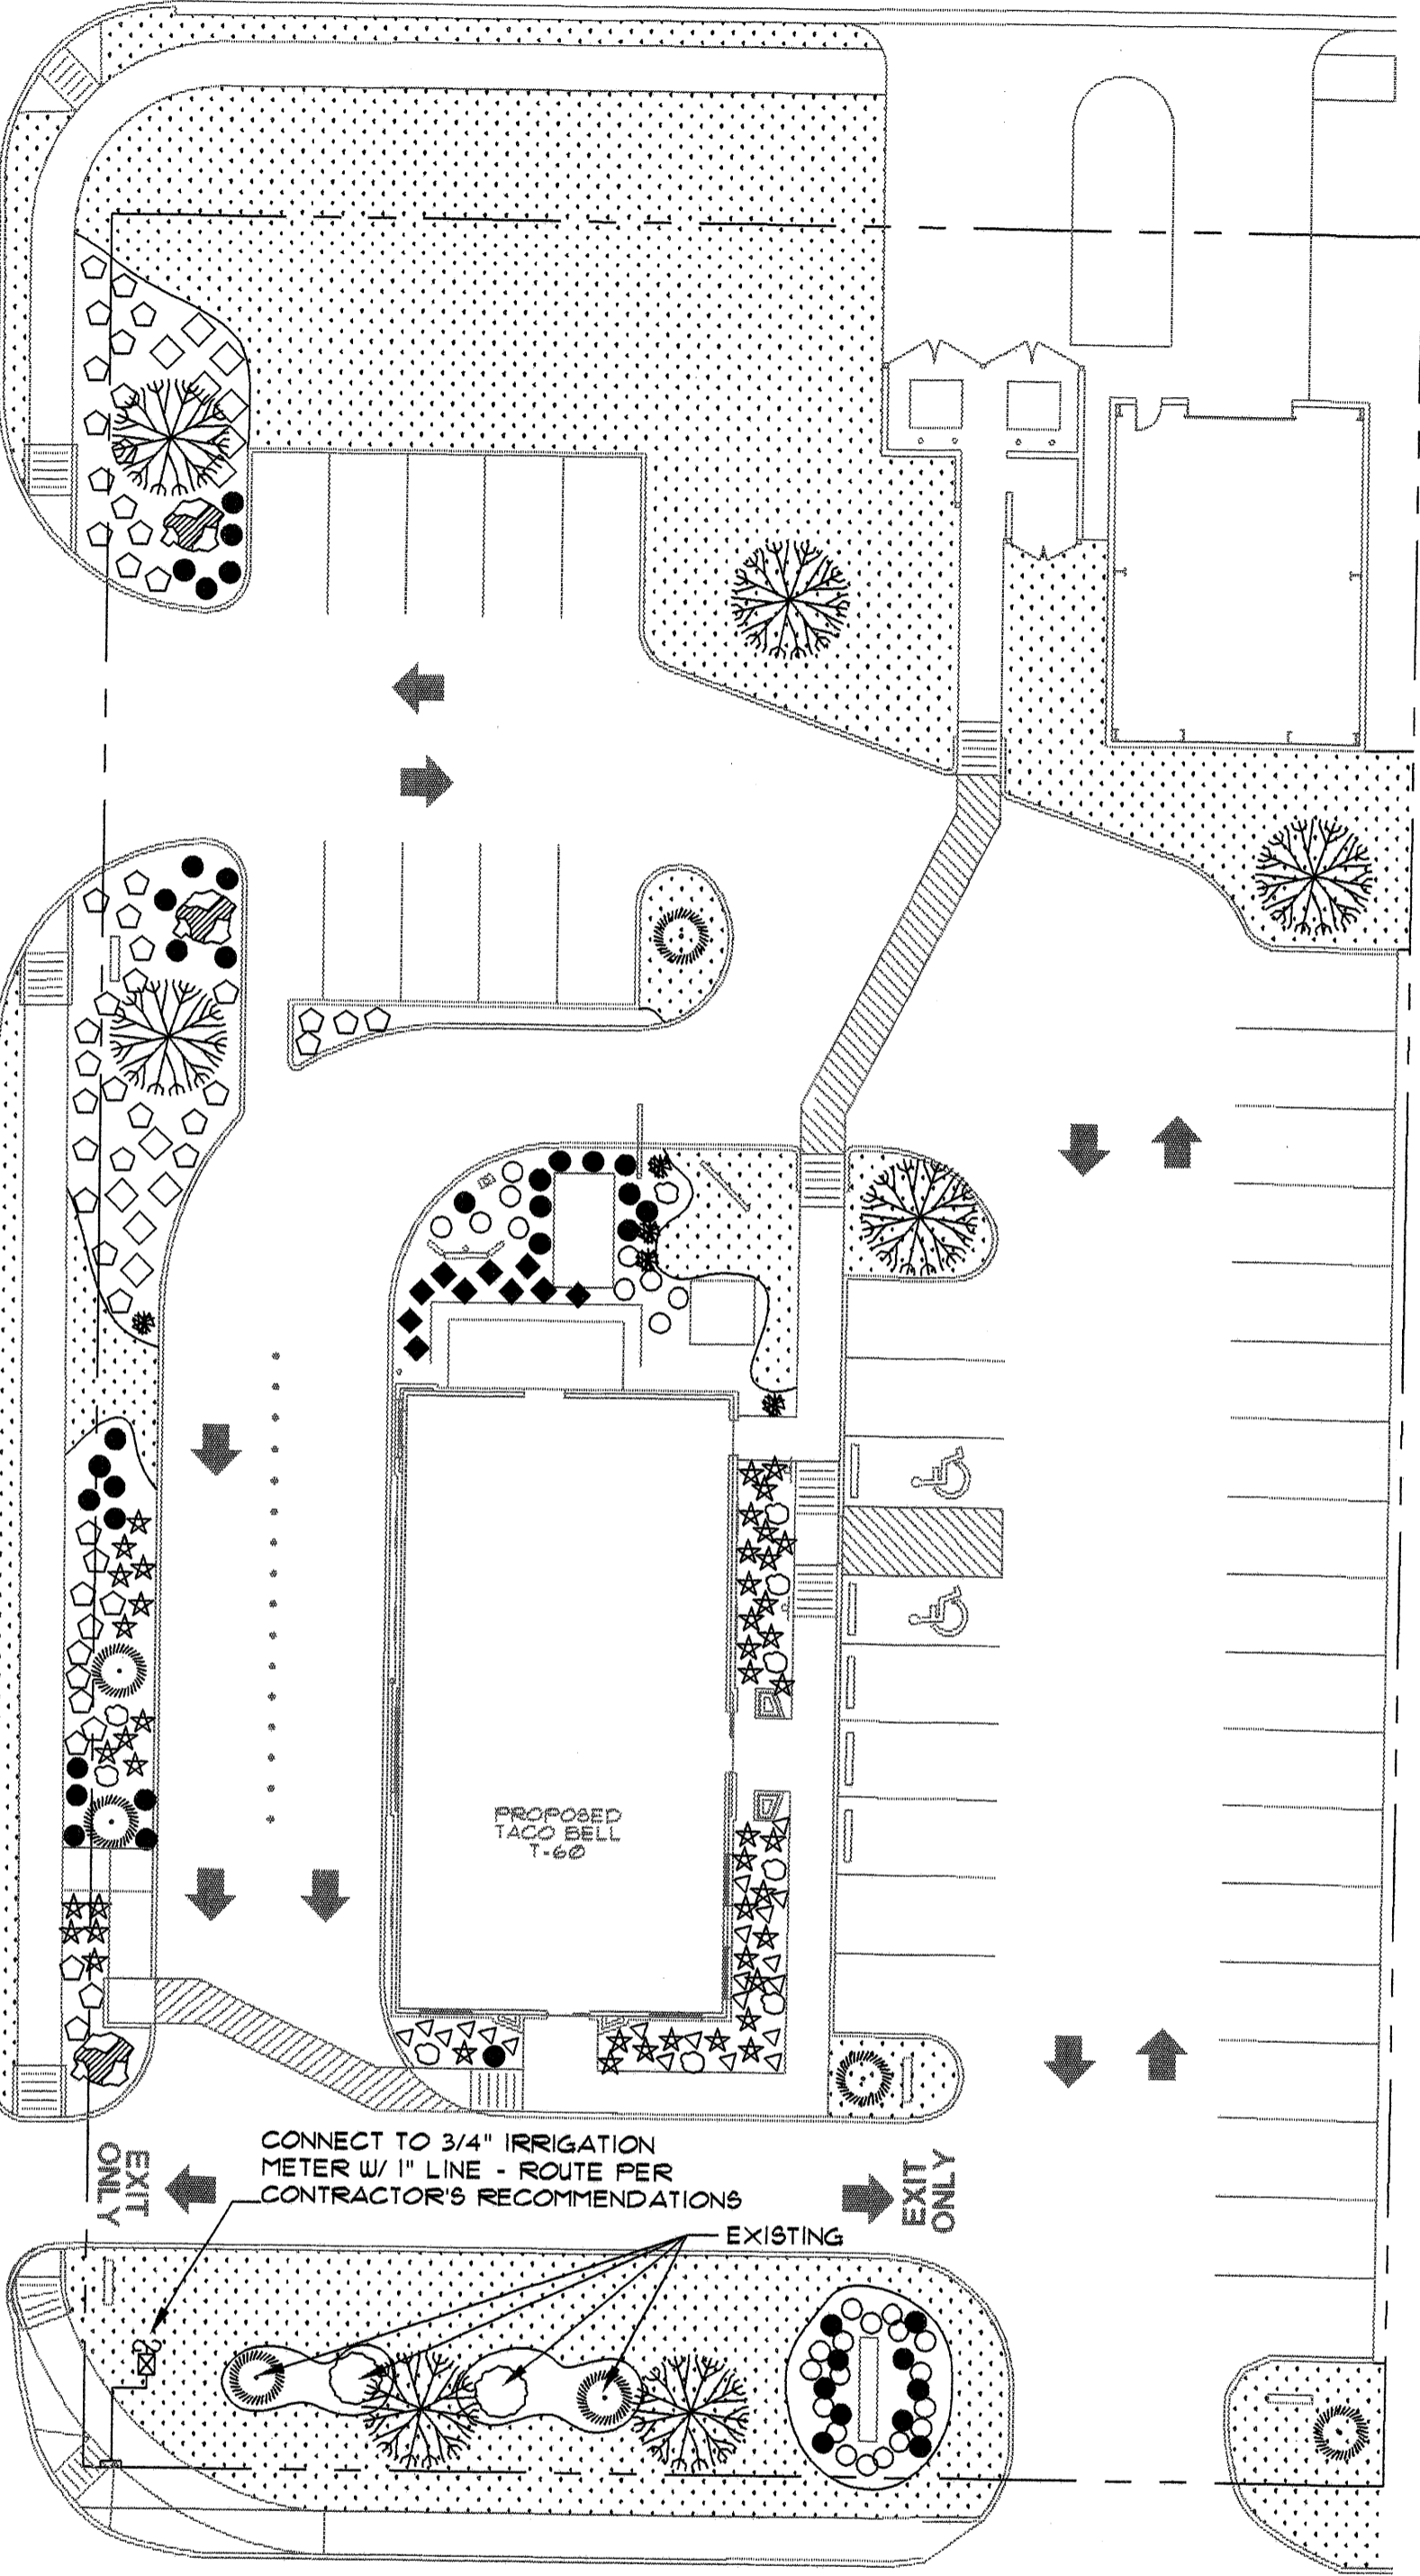 PROPOSED
TACO BELL
T-60
EXIT
ONLY
CONNECT TO 3/4" IRRIGATION
METER W/ 1" LINE - ROUTE PER
CONTRACTOR'S RECOMMENDATIONS
EXIT
ONLY
EXISTING